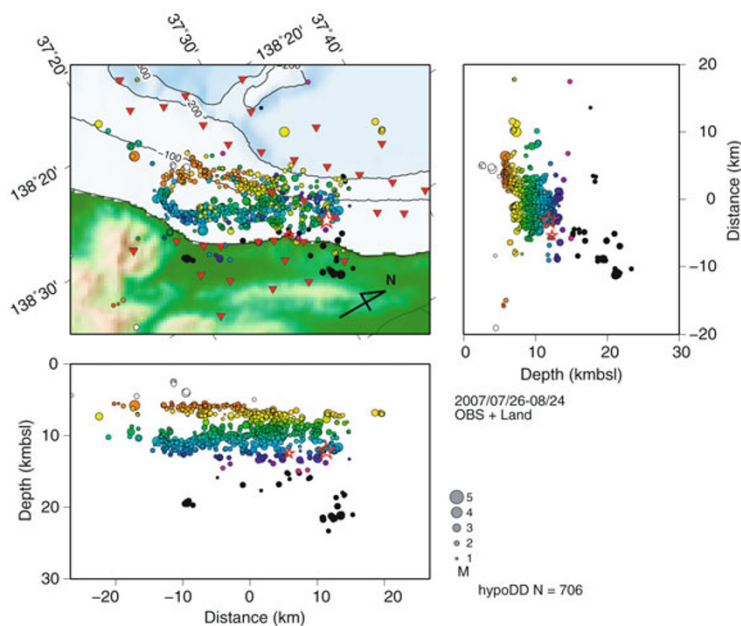 37°20'
37°30'
138°20'
37°40'
138°20'
138°30'
-200
-200
-100
N
20
10
0
-10
-20
Distance (km)
0 10 20 30
Depth (kmbsl)
2007/07/26-08/24
OBS + Land
0
10
20
30
Depth (kmbsl)
-20 -10 0 10 20
Distance (km)
5
4
3
2
1
M
hypoDD N = 706